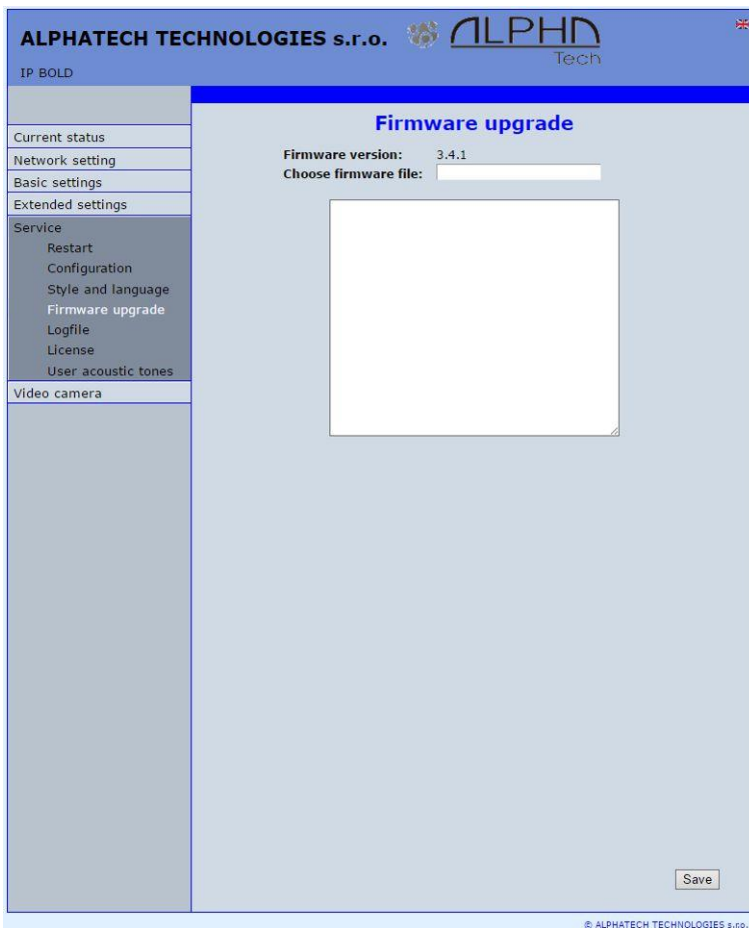 ALPHATECH TECHNOLOGIES s.r.o.
ALPHA
Tech
IP BOLD
Current status
Network setting
Basic settings
Extended settings
Service
Restart
Configuration
Style and language
Firmware upgrade
Logfile
License
User acoustic tones
Video camera
Firmware upgrade
Firmware version: 3.4.1
Choose firmware file:
Save
© ALPHATECH TECHNOLOGIES s.r.o.